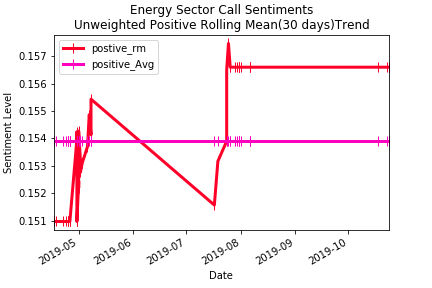 Energy Sector Call Sentiments
Unweighted Positive Rolling Mean(30 days)Trend
postive_rm
positive_Avg
Sentiment Level
0.157
0.156
0.155
0.154
0.153
0.152
0.151
2019-05
2019-06
2019-07
2019-08
2019-09
2019-10
Date